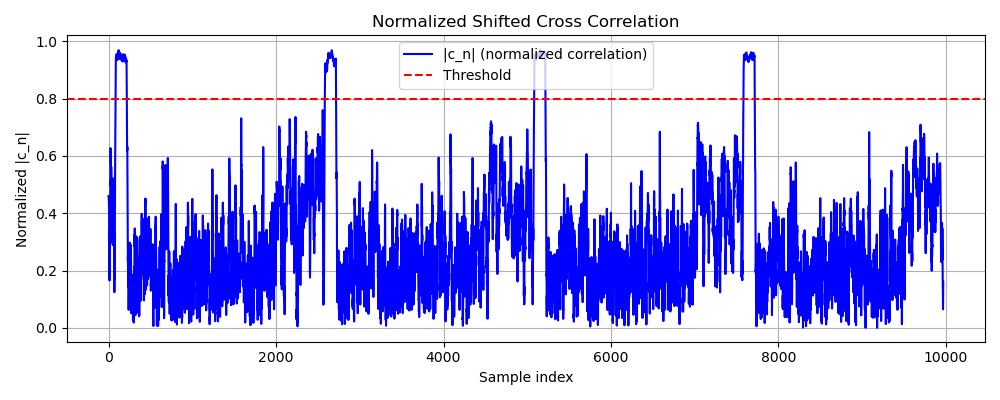 Normalized Shifted Cross Correlation
|c_n| (normalized correlation)
Threshold
Normalized |c_n|
1.0
0.8
0.6
0.4
0.2
0.0
0 2000 4000 6000 8000 10000
Sample index